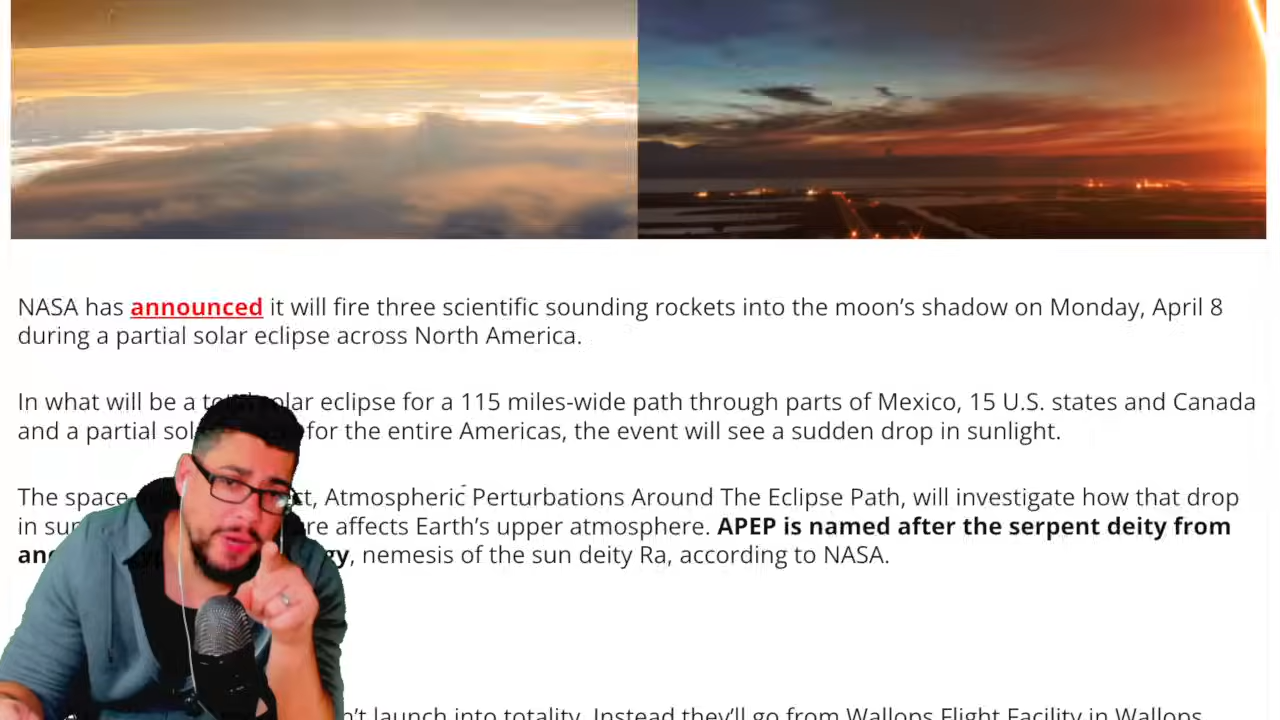 NASA has announced it will fire three scientific sounding rockets into the moon’s shadow on Monday, April 8
during a partial solar eclipse across North America.
In what will be a solar eclipse for a 115 miles-wide path through parts of Mexico, 15 U.S. states and Canada
and a partial for the entire Americas, the event will see a sudden drop in sunlight.
The space Atmospheric Perturbations Around The Eclipse Path, will investigate how that drop
in affects Earth’s upper atmosphere. APEP is named after the serpent deity from
nemesis of the sun deity Ra, according to NASA.
launch into totality. Instead they’ll go from Wallops Flight Facility in Wallops